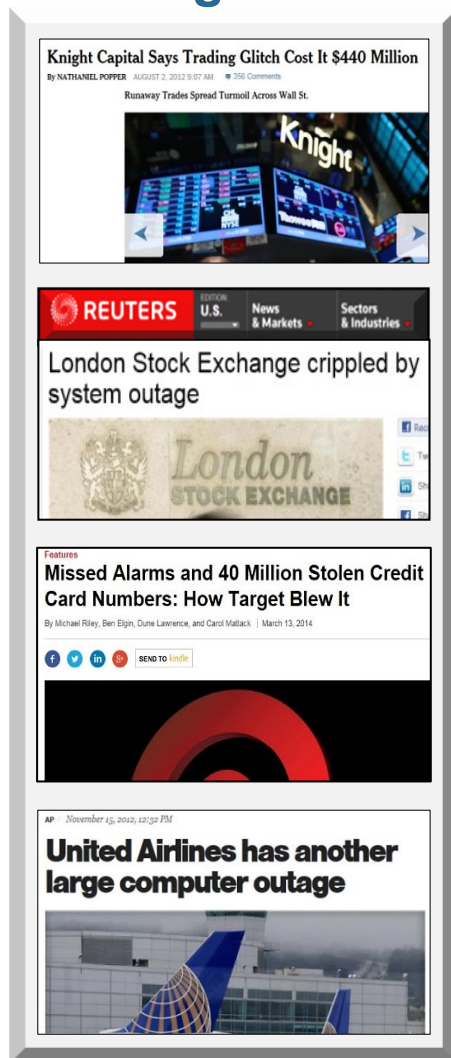 Knight Capital Says Trading Glitch Cost It $440 Million
By NATHANIEL POPPER AUGUST 2, 2012 9:07 AM 356 Comments
Runaway Trades Spread Turmoil Across Wall St.
Knight
NYSE
REUTERS
EDITION:
U.S.
News
& Markets
Sectors
& Industries
London Stock Exchange crippled by
system outage
London
STOCK EXCHANGE
Features
Missed Alarms and 40 Million Stolen Credit
Card Numbers: How Target Blew It
By Michael Riley, Ben Elgin, Dune Lawrence, and Carol Matlack | March 13, 2014
SEND TO kindle
AP / November 15, 2012, 12:32 PM
United Airlines has another
large computer outage